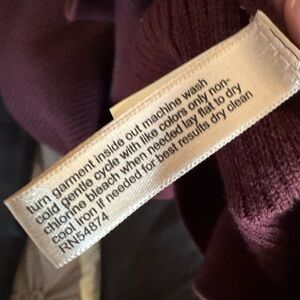 turn garment inside out machine wash
cold gentle cycle with like colors only non-
chlorine bleach when needed lay flat to dry
cool iron if needed for best results dry clean
RN54874